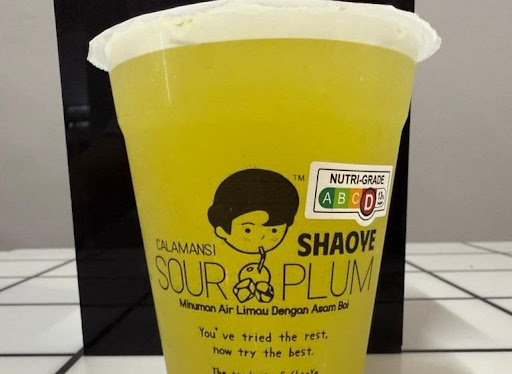 NUTRI-GRADE
A B C D 13%
TM
CALAMANSI SHAOYE
SOUR PLUM
Minuman Air Limau Dengan Asam Boi
You've tried the rest,
now try the best.